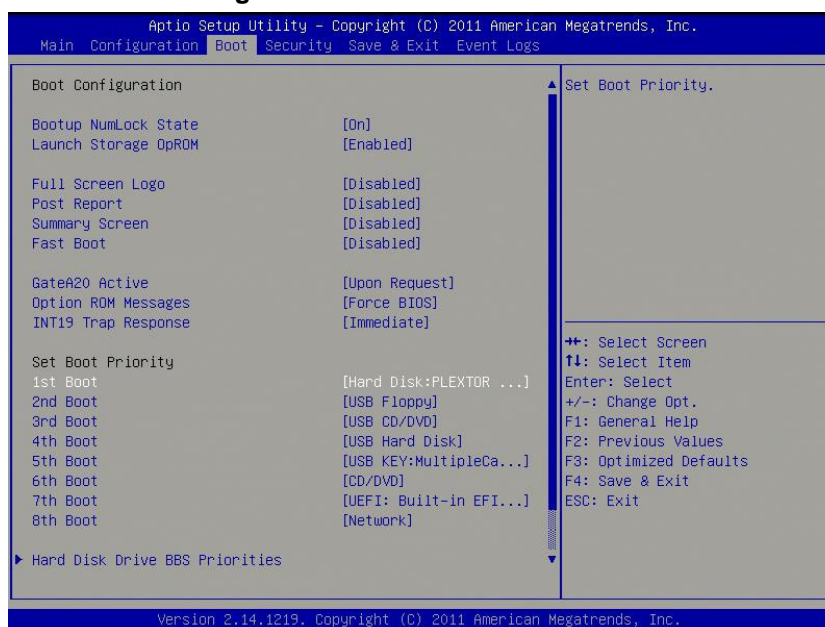 Aptio Setup Utility – Copyright (C) 2011 American Megatrends, Inc.
Main Configuration Boot Security Save & Exit Event Logs
Boot Configuration
Bootup NumLock State [On]
Launch Storage OpROM [Enabled]
Full Screen Logo [Disabled]
Post Report [Disabled]
Summary Screen [Disabled]
Fast Boot [Disabled]
GateA20 Active [Upon Request]
Option ROM Messages [Force BIOS]
INT19 Trap Response [Immediate]
Set Boot Priority
1st Boot [Hard Disk:PLEXTOR ...]
2nd Boot [USB Floppy]
3rd Boot [USB CD/DVD]
4th Boot [USB Hard Disk]
5th Boot [USB KEY:MultipleCa...]
6th Boot [CD/DVD]
7th Boot [UEFI: Built-in EFI...]
8th Boot [Network]
Hard Disk Drive BBS Priorities
Set Boot Priority.
→←: Select Screen
↑↓: Select Item
Enter: Select
+/-: Change Opt.
F1: General Help
F2: Previous Values
F3: Optimized Defaults
F4: Save & Exit
ESC: Exit
Version 2.14.1219. Copyright (C) 2011 American Megatrends, Inc.